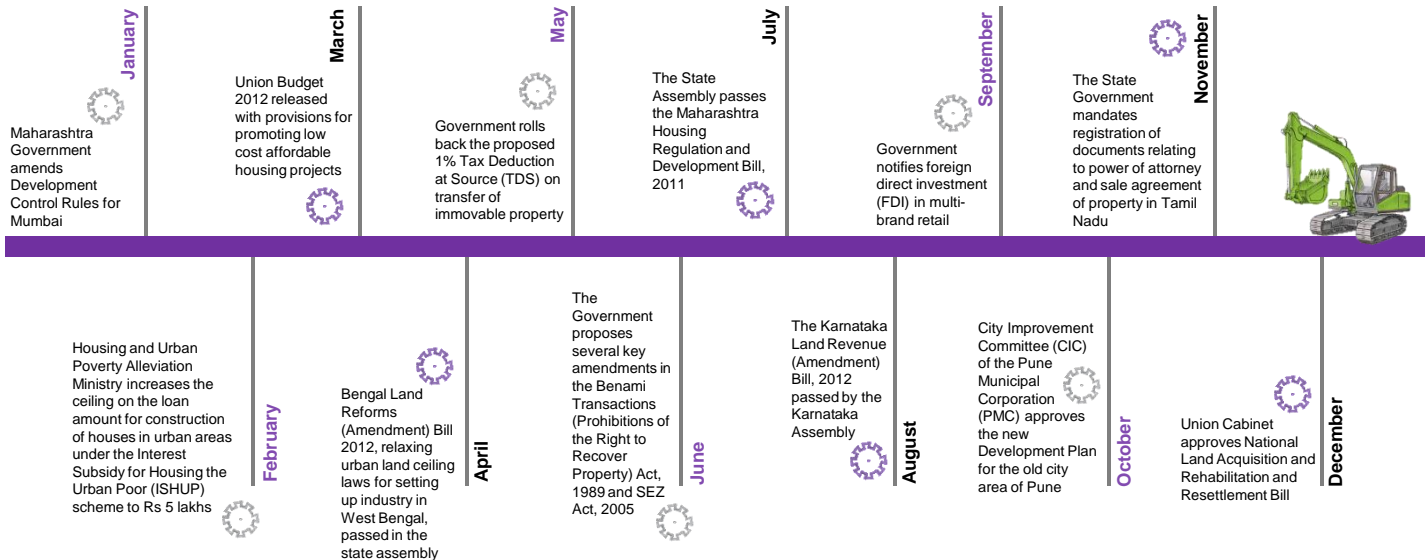 January
Maharashtra
Government
amends
Development
Control Rules for
Mumbai
March
Union Budget
2012 released
with provisions for
promoting low
cost affordable
housing projects
May
Government rolls
back the proposed
1% Tax Deduction
at Source (TDS) on
transfer of
immovable property
July
The State
Assembly passes
the Maharashtra
Housing
Regulation and
Development Bill,
2011
September
Government
notifies foreign
direct investment
(FDI) in multi-
brand retail
November
The State
Government
mandates
registration of
documents relating
to power of attorney
and sale agreement
of property in Tamil
Nadu
Housing and Urban
Poverty Alleviation
Ministry increases the
ceiling on the loan
amount for construction
of houses in urban areas
under the Interest
Subsidy for Housing the
Urban Poor (ISHUP)
scheme to Rs 5 lakhs
February
Bengal Land
Reforms
(Amendment) Bill
2012, relaxing
urban land ceiling
laws for setting
up industry in
West Bengal,
passed in the
state assembly
April
The
Government
proposes
several key
amendments in
the Benami
Transactions
(Prohibitions of
the Right to
Recover
Property) Act,
1989 and SEZ
Act, 2005
June
The Karnataka
Land Revenue
(Amendment)
Bill, 2012
passed by the
Karnataka
Assembly
August
City Improvement
Committee (CIC)
of the Pune
Municipal
Corporation
(PMC) approves
the new
Development Plan
for the old city
area of Pune
October
Union Cabinet
approves National
Land Acquisition and
Rehabilitation and
Resettlement Bill
December